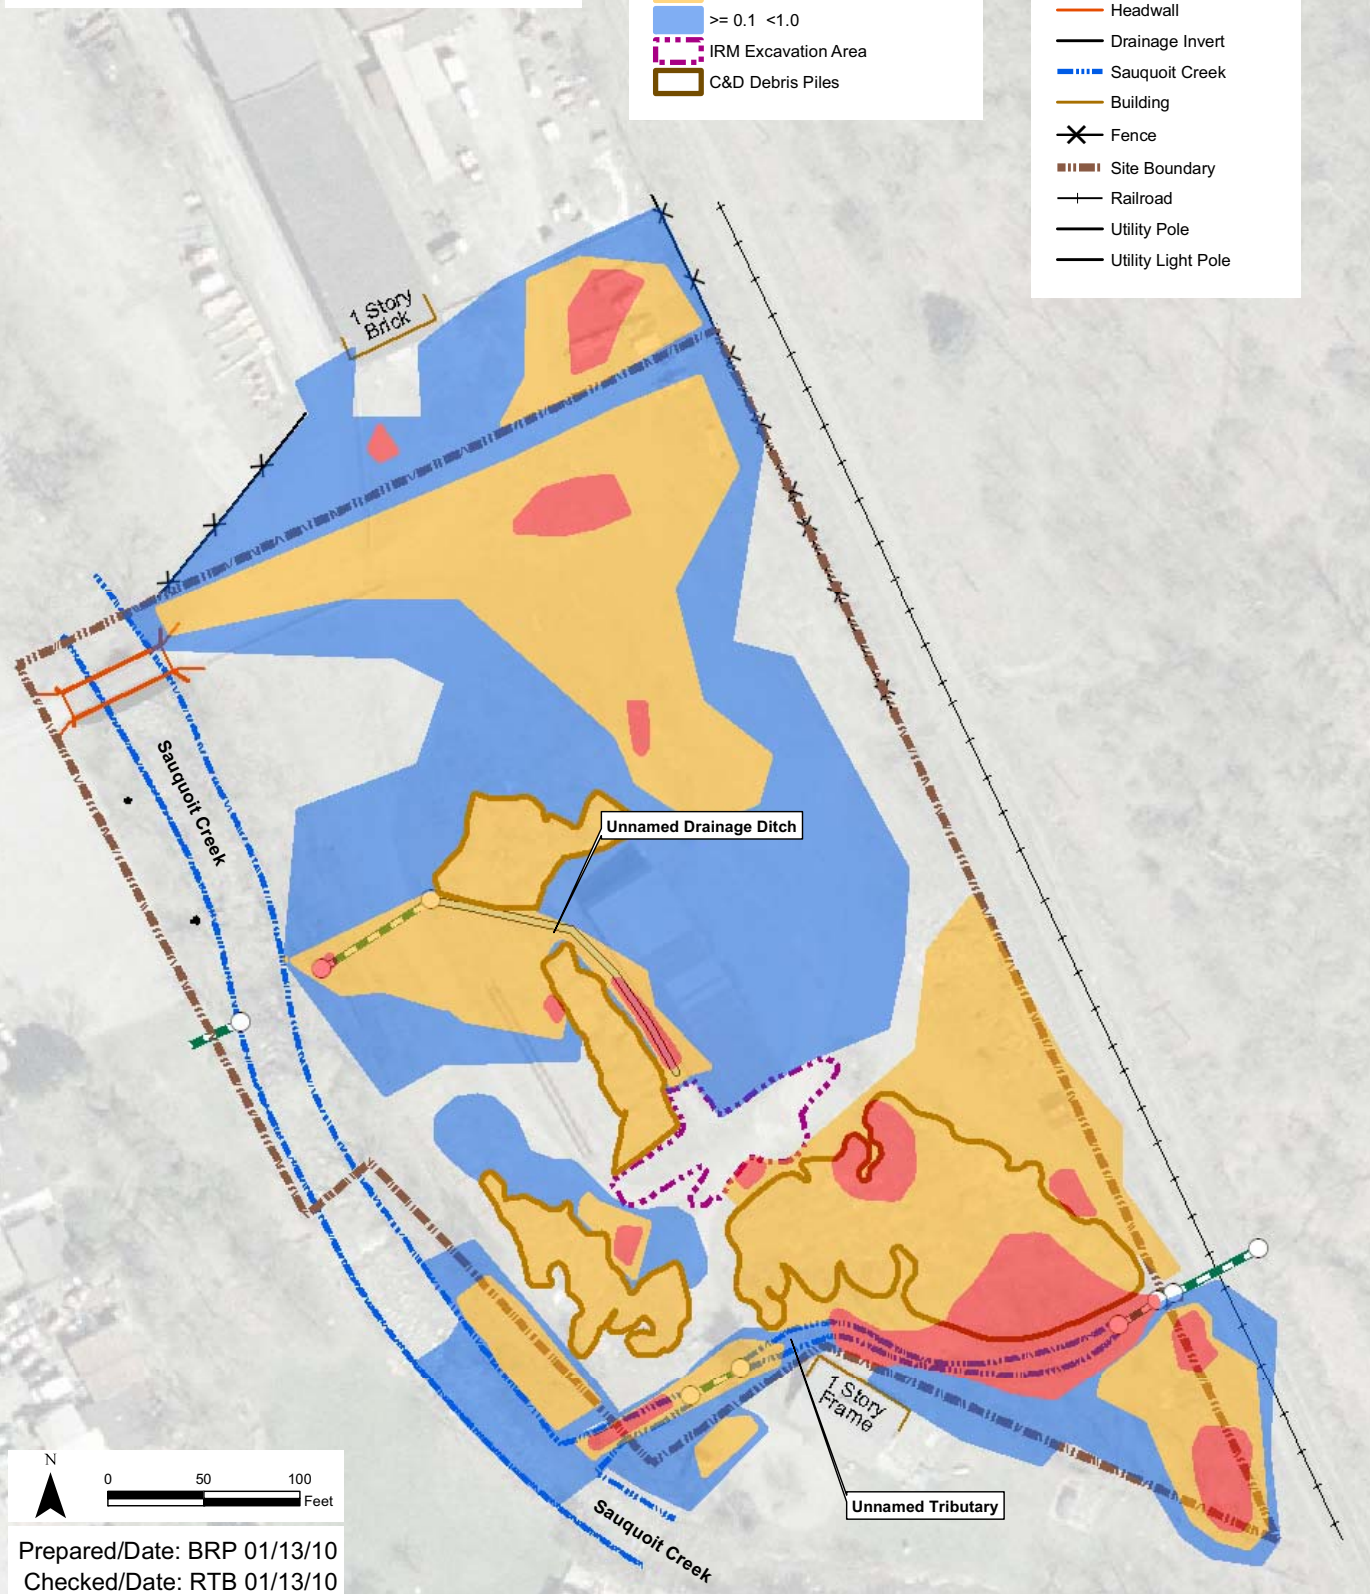 >= 0.1 <1.0
IRM Excavation Area
C&D Debris Piles
Headwall
Drainage Invert
Sauquoit Creek
Building
Fence
Site Boundary
Railroad
Utility Pole
Utility Light Pole
1 Story
Brick
Sauquoit Creek
Unnamed Drainage Ditch
1 Story
Frame
Unnamed Tributary
Sauquoit Creek
N
0 50 100
Feet
Prepared/Date: BRP 01/13/10
Checked/Date: RTB 01/13/10